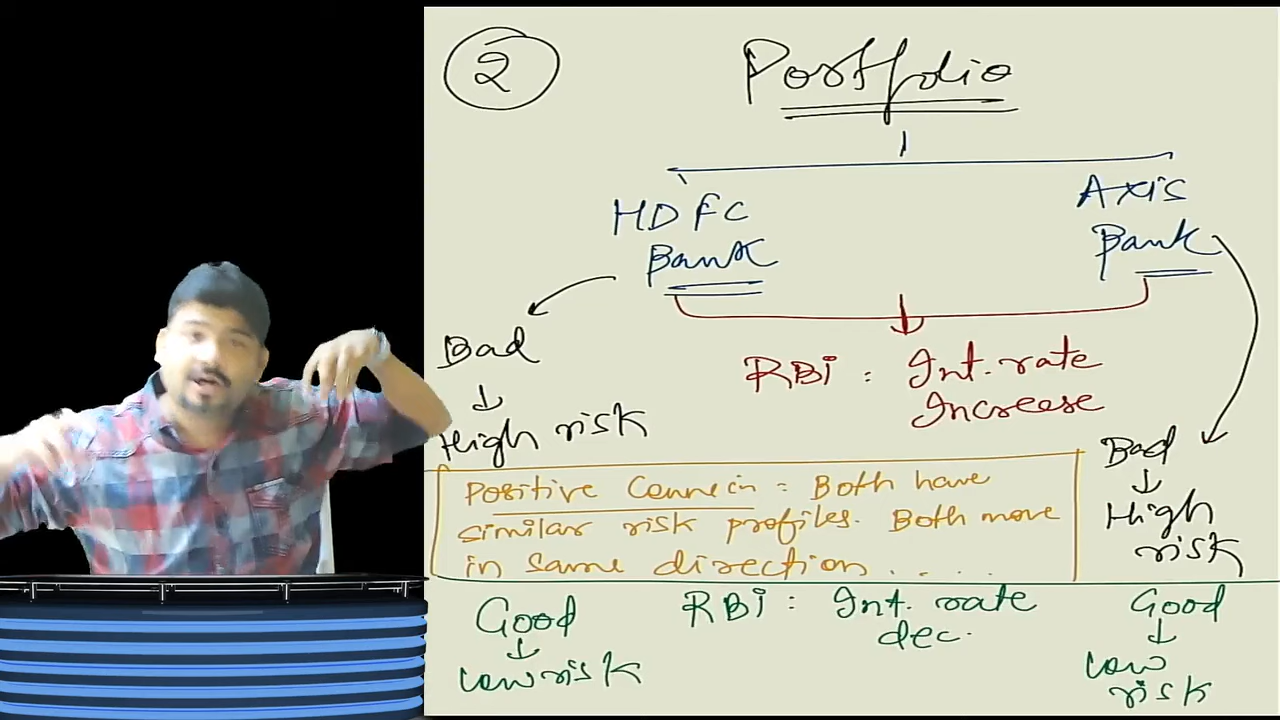 2
Portfolio
HDFC
Bank
Axis
Bank
Bad
High risk
RBI : Int. rate
Increase
Bad
High
risk
Positive Connecn : Both have
similar risk profiles. Both move
in same direction . . . .
Good
Low risk
RBI : Int. rate
dec.
Good
Low
risk